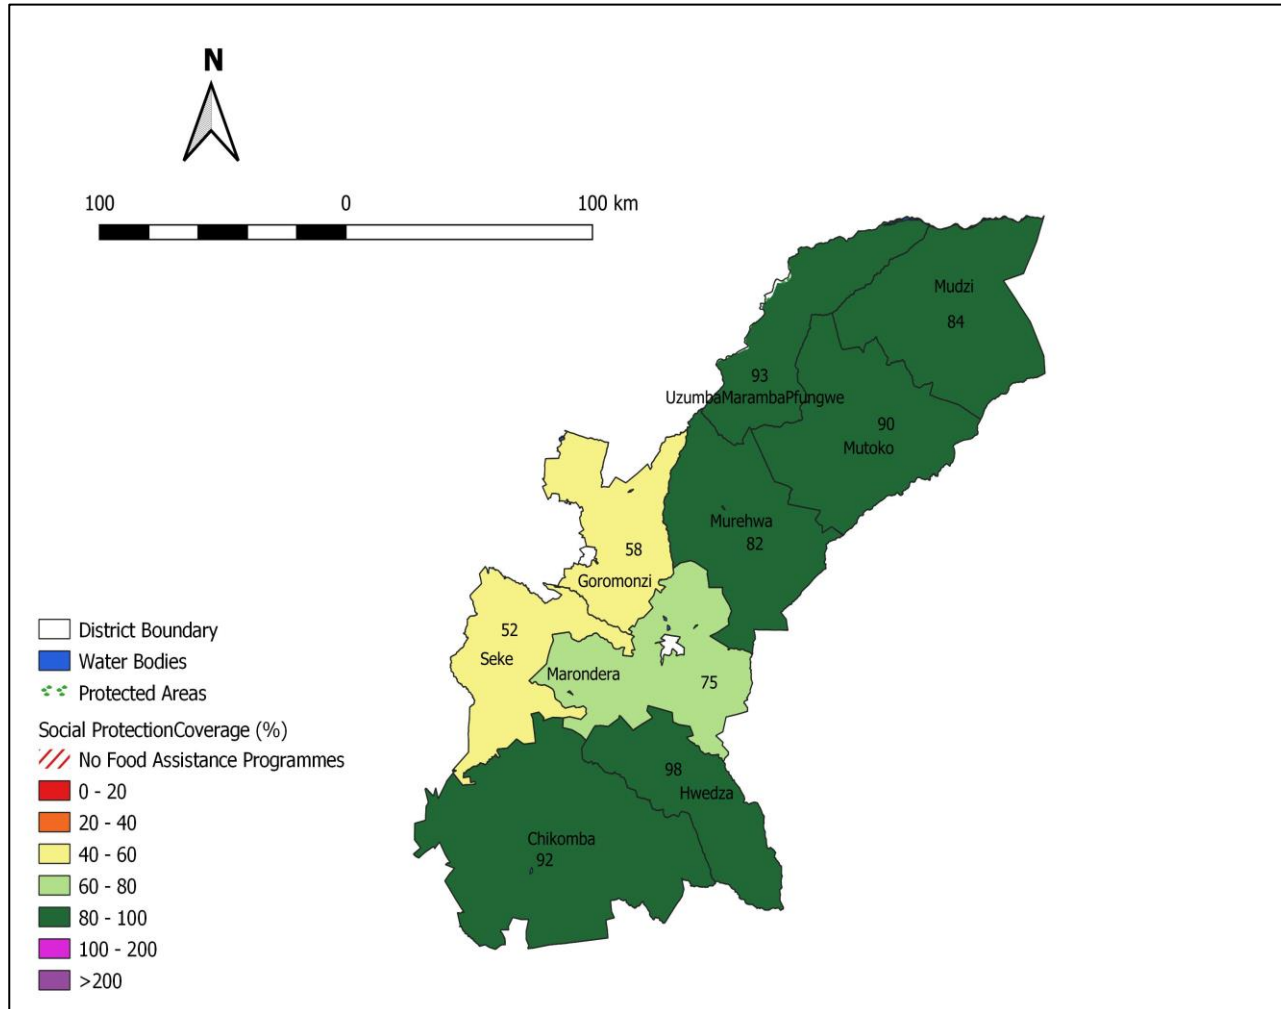 N
100 0 100 km
Mudzi
84
93
UzumbaMarambaPfungwe
90
Mutoko
Murehwa
82
58
Goromonzi
52
Seke
Marondera
75
98
Hwedza
Chikomba
92
District Boundary
Water Bodies
Protected Areas
Social ProtectionCoverage (%)
No Food Assistance Programmes
0 - 20
20 - 40
40 - 60
60 - 80
80 - 100
100 - 200
>200